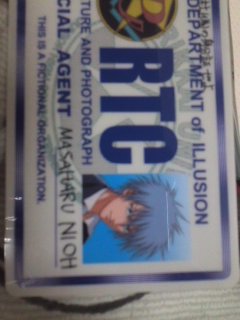 DEPARTMENT of ILLUSION
RTC
TURE AND PHOTOGRAPH
CIAL AGENT MASAHARU NIOH
THIS IS A FICTIONAL ORGANIZATION.